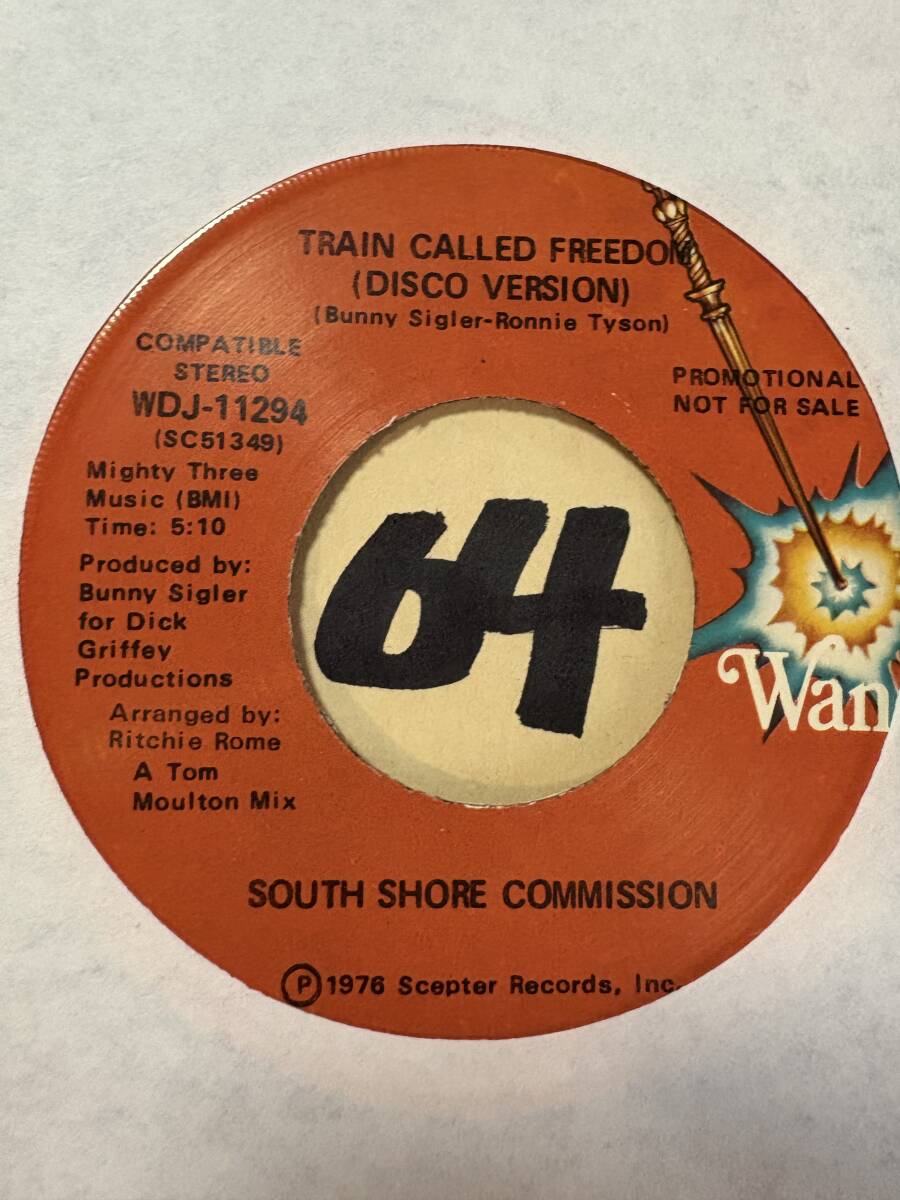 TRAIN CALLED FREEDOM
(DISCO VERSION)
(Bunny Sigler-Ronnie Tyson)
COMPATIBLE
STEREO
WDJ-11294
(SC51349)
Mighty Three
Music (BMI)
Time: 5:10
Produced by:
Bunny Sigler
for Dick
Griffey
Productions
Arranged by:
Ritchie Rome
A Tom
Moulton Mix
PROMOTIONAL
NOT FOR SALE
64
Wan
SOUTH SHORE COMMISSION
Ⓟ1976 Scepter Records, Inc.